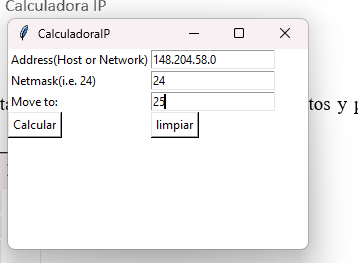 Calculadora IP
CalculadoraIP
Address(Host or Network) 148.204.58.0
Netmask(i.e. 24) 24
Move to: 25
tos y p
Calcular limpiar